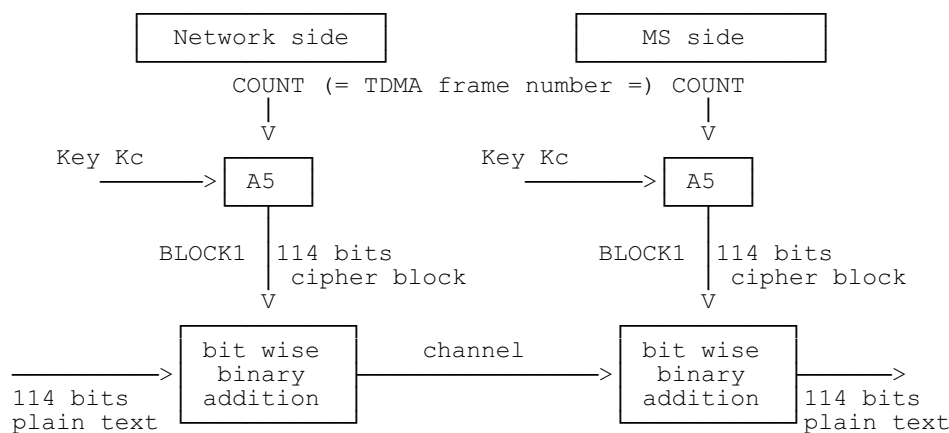 Network side MS side
COUNT (= TDMA frame number =) COUNT
V V
Key Kc Key Kc
> A5 > A5
BLOCK1 114 bits BLOCK1 114 bits
cipher block cipher block
V V
bit wise channel bit wise
> binary > binary >
114 bits addition addition 114 bits
plain text plain text